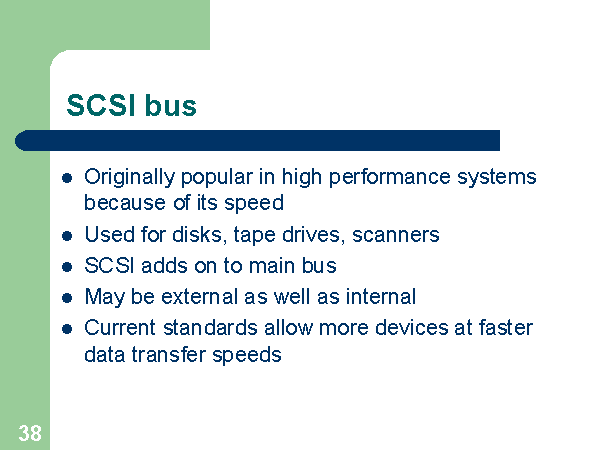 SCSI bus
Originally popular in high performance systems
because of its speed
Used for disks, tape drives, scanners
SCSI adds on to main bus
May be external as well as internal
Current standards allow more devices at faster
data transfer speeds
38